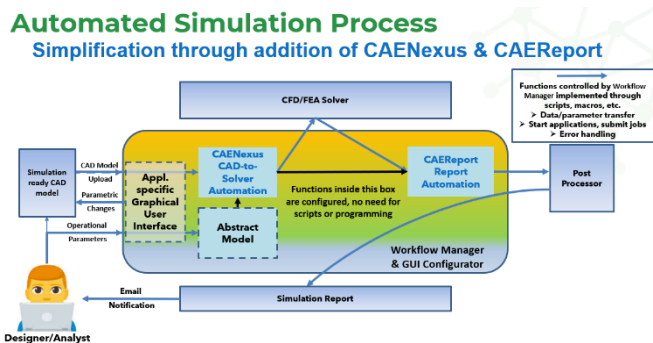 Automated Simulation Process
Simplification through addition of CAENexus & CAEReport
CFD/FEA Solver
Functions controlled by Workflow
Manager implemented through
scripts, macros, etc.
➢ Data/parameter transfer
➢ Start applications, submit jobs
➢ Error handling
Simulation
ready CAD
model
CAD Model
Upload
Parametric
Changes
Operational
Parameters
Appl.
specific
Graphical
User
Interface
CAENexus
CAD-to-
Solver
Automation
Abstract
Model
Functions inside this box
are configured, no need for
scripts or programming
CAEReport
Report
Automation
Post
Processor
Workflow Manager
& GUI Configurator
Email
Notification
Simulation Report
Designer/Analyst